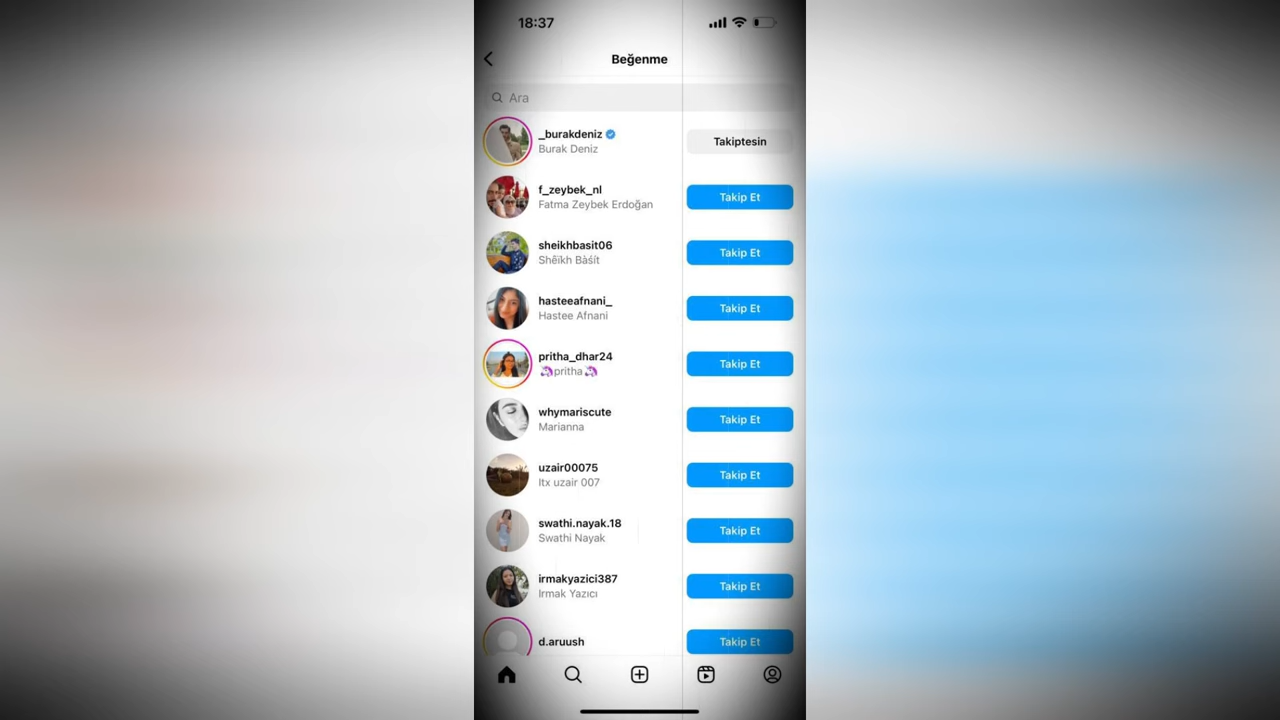 18:37
Beğenme
Ara
_burakdeniz
Burak Deniz
Takiptesin
f_zeybek_nl
Fatma Zeybek Erdoğan
Takip Et
sheikhbasit06
Shêïkh Bàśít
Takip Et
hasteeafnani_
Hastee Afnani
Takip Et
pritha_dhar24
🦄pritha🦄
Takip Et
whymariscute
Marianna
Takip Et
uzair00075
Itx uzair 007
Takip Et
swathi.nayak.18
Swathi Nayak
Takip Et
irmakyazici387
Irmak Yazıcı
Takip Et
d.aruush
Takip Et